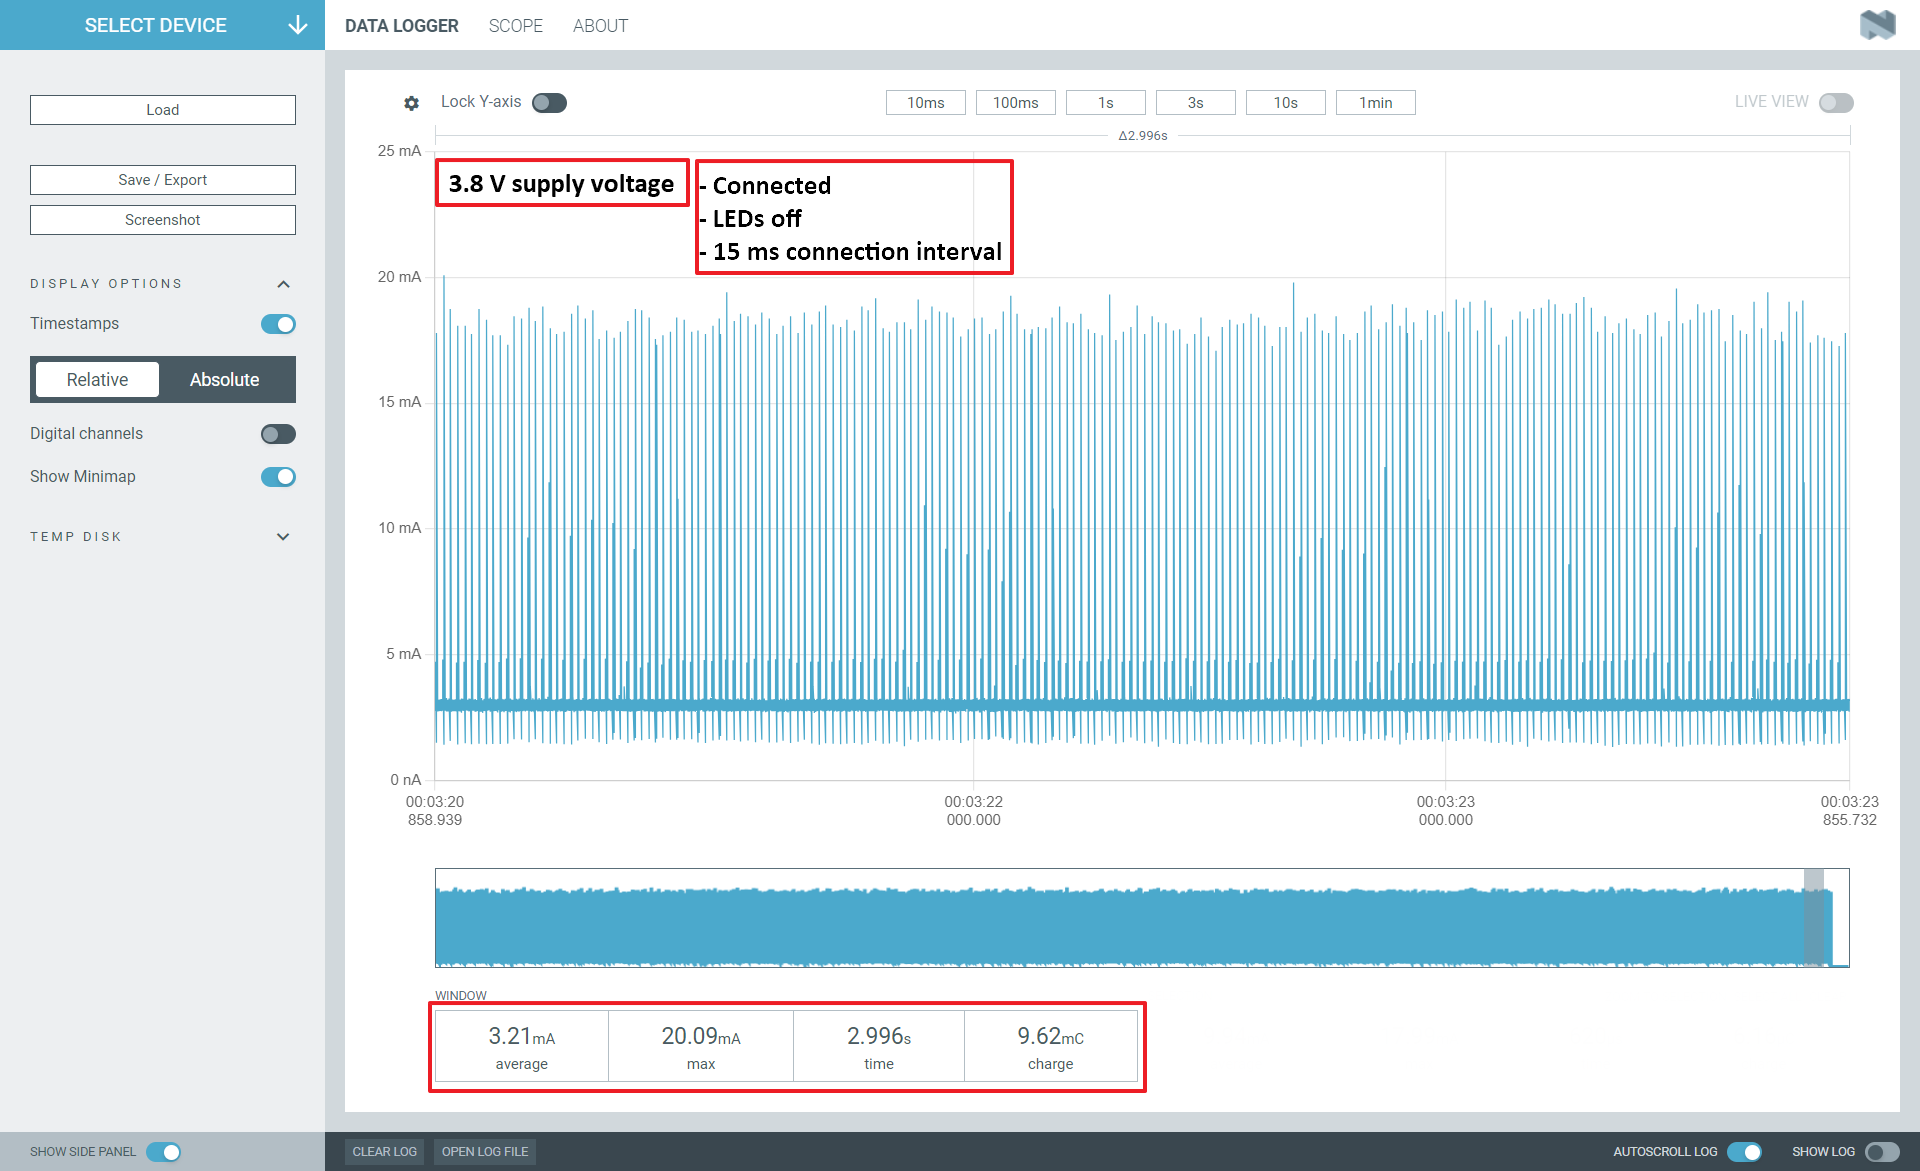 SELECT DEVICE
DATA LOGGER SCOPE ABOUT
Load
Save / Export
Screenshot
DISPLAY OPTIONS
Timestamps
Relative Absolute
Digital channels
Show Minimap
TEMP DISK
SHOW SIDE PANEL
Lock Y-axis
10ms 100ms 1s 3s 10s 1min
LIVE VIEW
Δ2.996s
3.8 V supply voltage
- Connected
- LEDs off
- 15 ms connection interval
25 mA
20 mA
15 mA
10 mA
5 mA
0 nA
00:03:20 00:03:22 00:03:23 00:03:23
858.939 000.000 000.000 855.732
WINDOW
3.21mA 20.09mA 2.996s 9.62mC
average max time charge
CLEAR LOG OPEN LOG FILE AUTOSCROLL LOG SHOW LOG